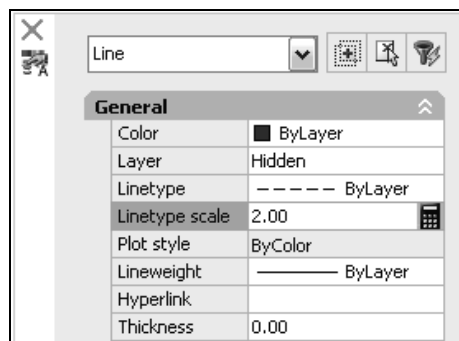 Line
General
Color ByLayer
Layer Hidden
Linetype ByLayer
Linetype scale 2.00
Plot style ByColor
Lineweight ByLayer
Hyperlink
Thickness 0.00